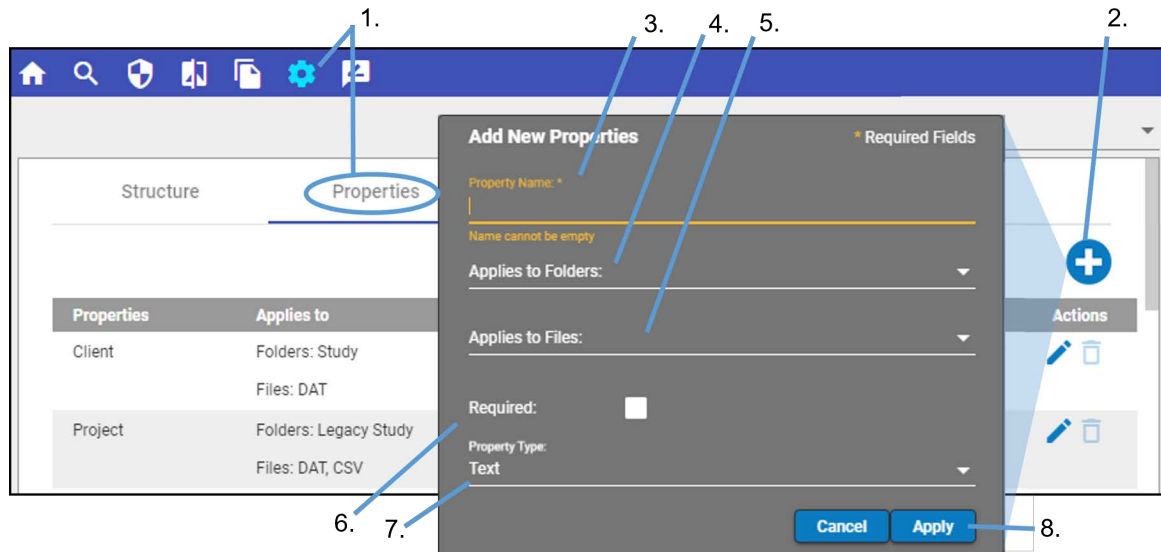 1.
3.
4.
5.
2.
Add New Properties
* Required Fields
Structure
Properties
Property Name: *
Name cannot be empty
Applies to Folders:
Properties
Applies to
Actions
Client
Folders: Study
Files: DAT
Applies to Files:
Project
Folders: Legacy Study
Files: DAT, CSV
Required:
Property Type:
Text
6.
7.
Cancel
Apply
8.